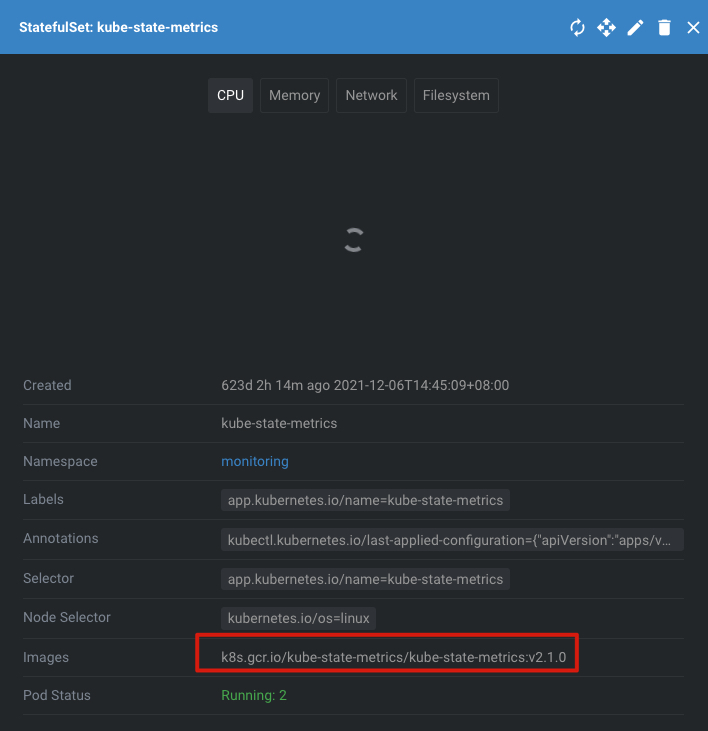 StatefulSet: kube-state-metrics
CPU Memory Network Filesystem
Created 623d 2h 14m ago 2021-12-06T14:45:09+08:00
Name kube-state-metrics
Namespace monitoring
Labels app.kubernetes.io/name=kube-state-metrics
Annotations kubectl.kubernetes.io/last-applied-configuration={"apiVersion":"apps/v...
Selector app.kubernetes.io/name=kube-state-metrics
Node Selector kubernetes.io/os=linux
Images k8s.gcr.io/kube-state-metrics/kube-state-metrics:v2.1.0
Pod Status Running: 2